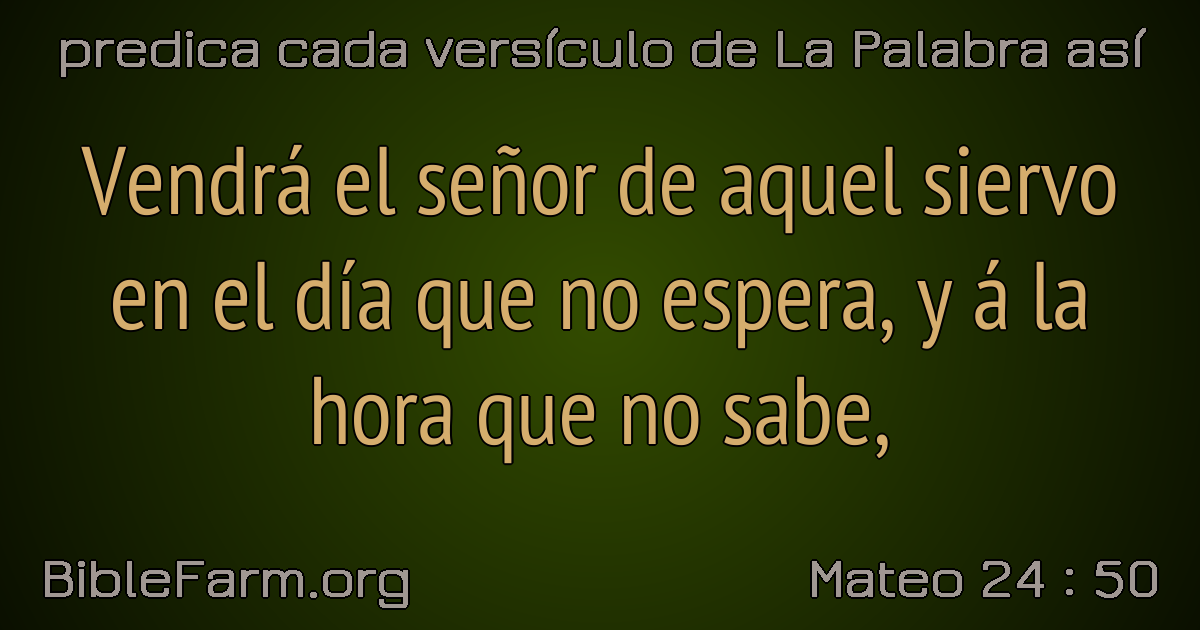 predica cada versículo de La Palabra así
Vendrá el señor de aquel siervo
en el día que no espera, y á la
hora que no sabe,
BibleFarm.org
Mateo 24 : 50